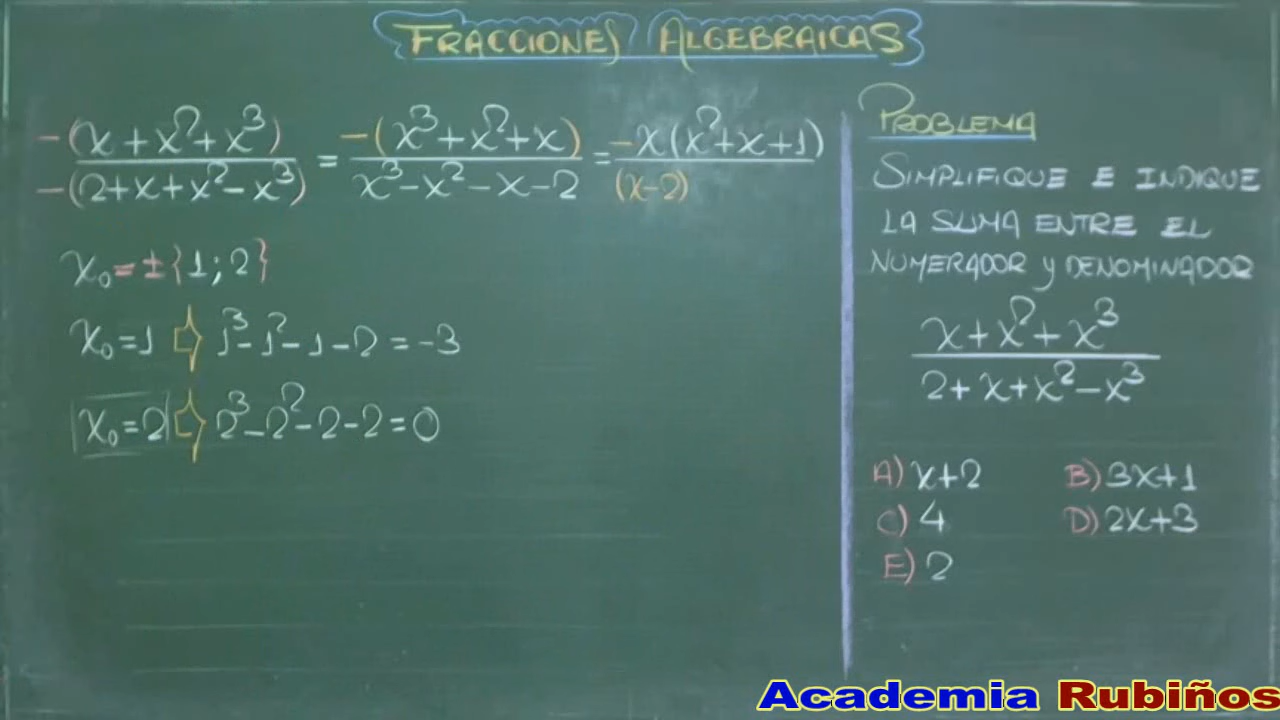 FRACCIONES ALGEBRAICAS
-(x + x² + x³) / -(2 + x + x² - x³) = -(x³ + x² + x) / x³ - x² - x - 2 = -x(x² + x + 1) / (x-2)
x₀ = ±{1; 2}
x₀ = 1 ⇨ 1³ - 1² - 1 - 2 = -3
x₀ = 2 ⇨ 2³ - 2² - 2 - 2 = 0
PROBLEMA
SIMPLIFIQUE E INDIQUE
LA SUMA ENTRE EL
NUMERADOR y DENOMINADOR
x + x² + x³
2 + x + x² - x³
A) x+2 B) 3x+1
C) 4 D) 2x+3
E) 2
Academia Rubiños